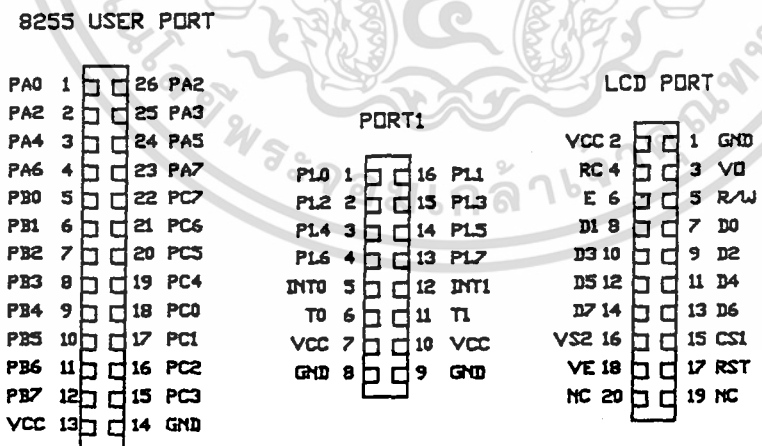 8255 USER PORT
PA0 1 26 PA2
PA2 2 25 PA3
PA4 3 24 PA5
PA6 4 23 PA7
PB0 5 22 PC7
PB1 6 21 PC6
PB2 7 20 PC5
PB3 8 19 PC4
PB4 9 18 PC0
PB5 10 17 PC1
PB6 11 16 PC2
PB7 12 15 PC3
VCC 13 14 GND
PORT1
P1.0 1 16 P1.1
P1.2 2 15 P1.3
P1.4 3 14 P1.5
P1.6 4 13 P1.7
INT0 5 12 INT1
T0 6 11 T1
VCC 7 10 VCC
GND 8 9 GND
LCD PORT
VCC 2 1 GND
RC 4 3 VO
E 6 5 R/W
D1 8 7 D0
D3 10 9 D2
D5 12 11 D4
D7 14 13 D6
VS2 16 15 CS1
VE 18 17 RST
NC 20 19 NC